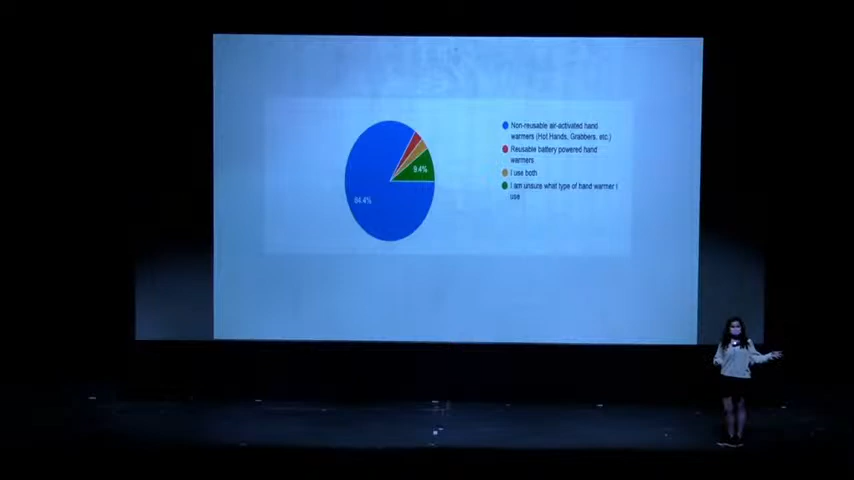 Non-reusable air-activated hand
warmers (Hot Hands, Grabbers, etc.)
Reusable battery powered hand
warmers
I use both
I am unsure what type of hand warmer I
use
9.4%
84.4%